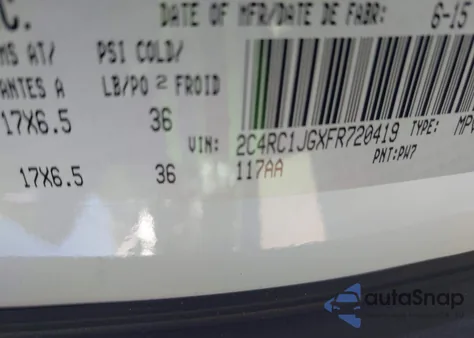 C. DATE OF MFR/DATE DE FABR: 6-15
MS AT/ PSI COLD/
ANTES A LB/PO 2 FROID
17X6.5 36
VIN: 2C4RC1JGXFR720419 TYPE: MP
17X6.5 36 117AA PNT:PW7
autoSnap